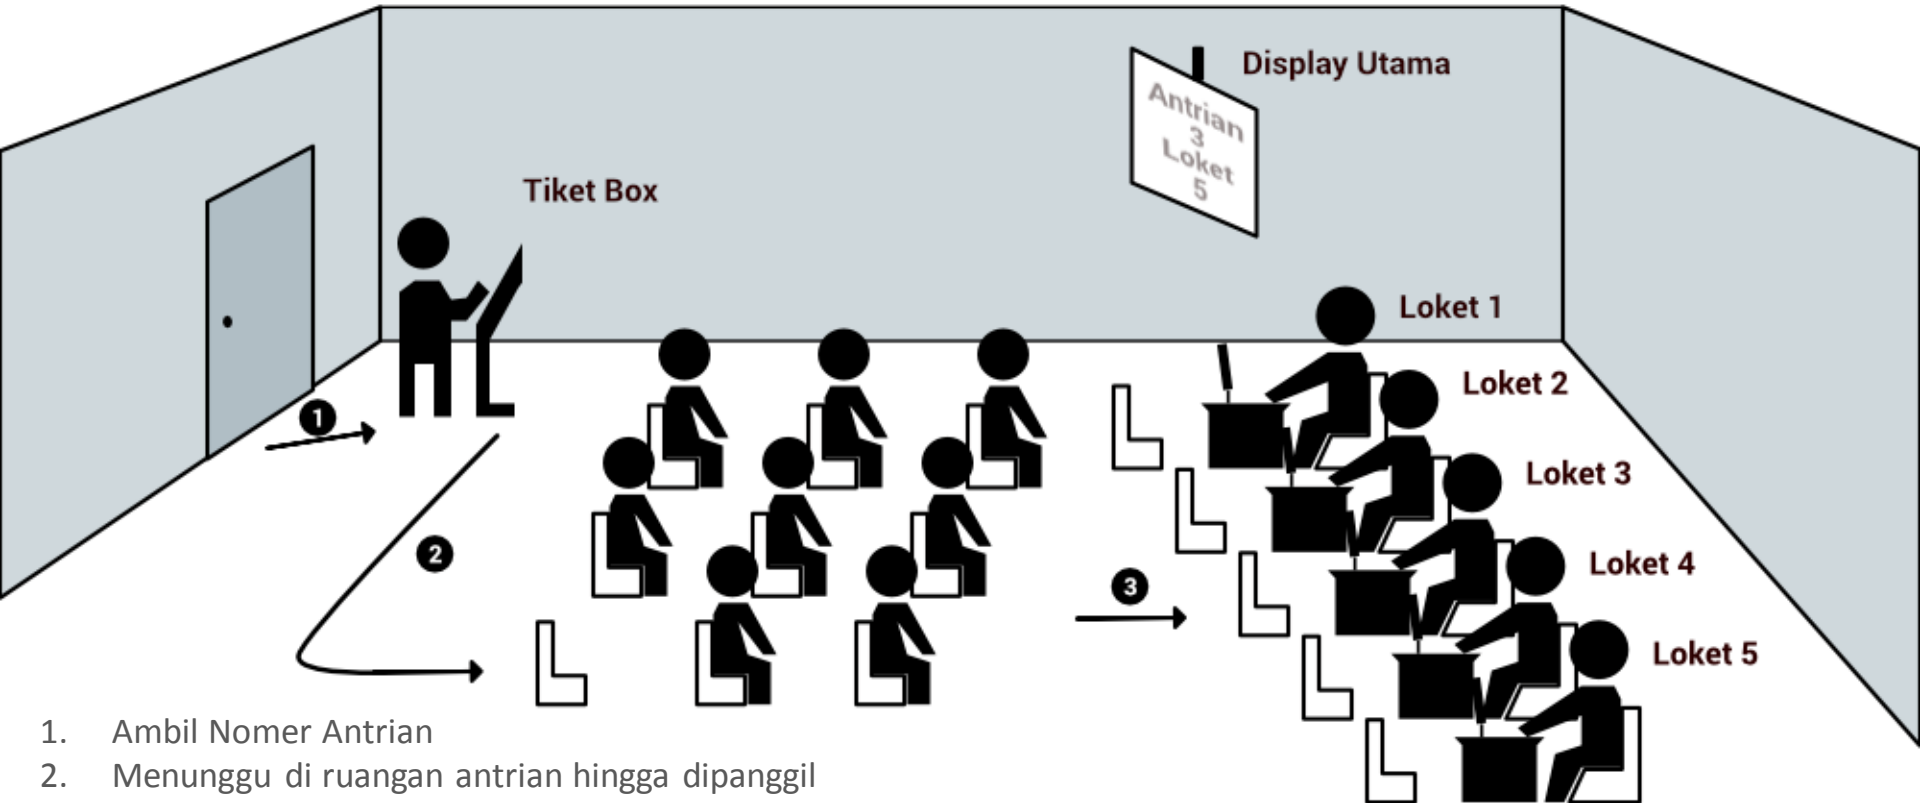 Display Utama
Antrian
3
Loket
5
Tiket Box
Loket 1
Loket 2
1
Loket 3
2
Loket 4
3
Loket 5
1. Ambil Nomer Antrian
2. Menunggu di ruangan antrian hingga dipanggil